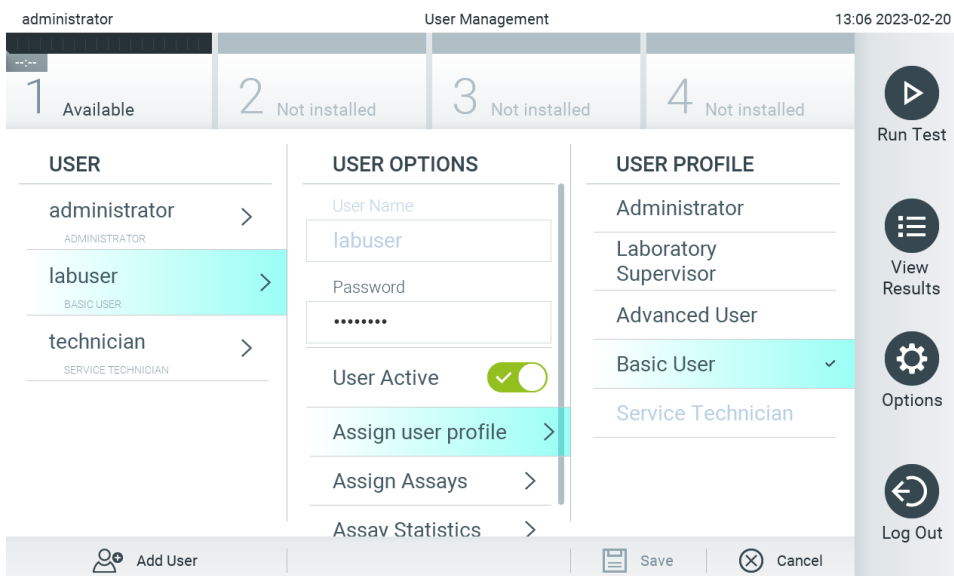 administrator
User Management
13:06 2023-02-20
--:--
1 Available
2 Not installed
3 Not installed
4 Not installed
USER
administrator
ADMINISTRATOR
labuser
BASIC USER
technician
SERVICE TECHNICIAN
Add User
USER OPTIONS
User Name
labuser
Password
••••••••
User Active
Assign user profile
Assign Assays
Assay Statistics
USER PROFILE
Administrator
Laboratory
Supervisor
Advanced User
Basic User
Service Technician
Save
Cancel
Run Test
View
Results
Options
Log Out